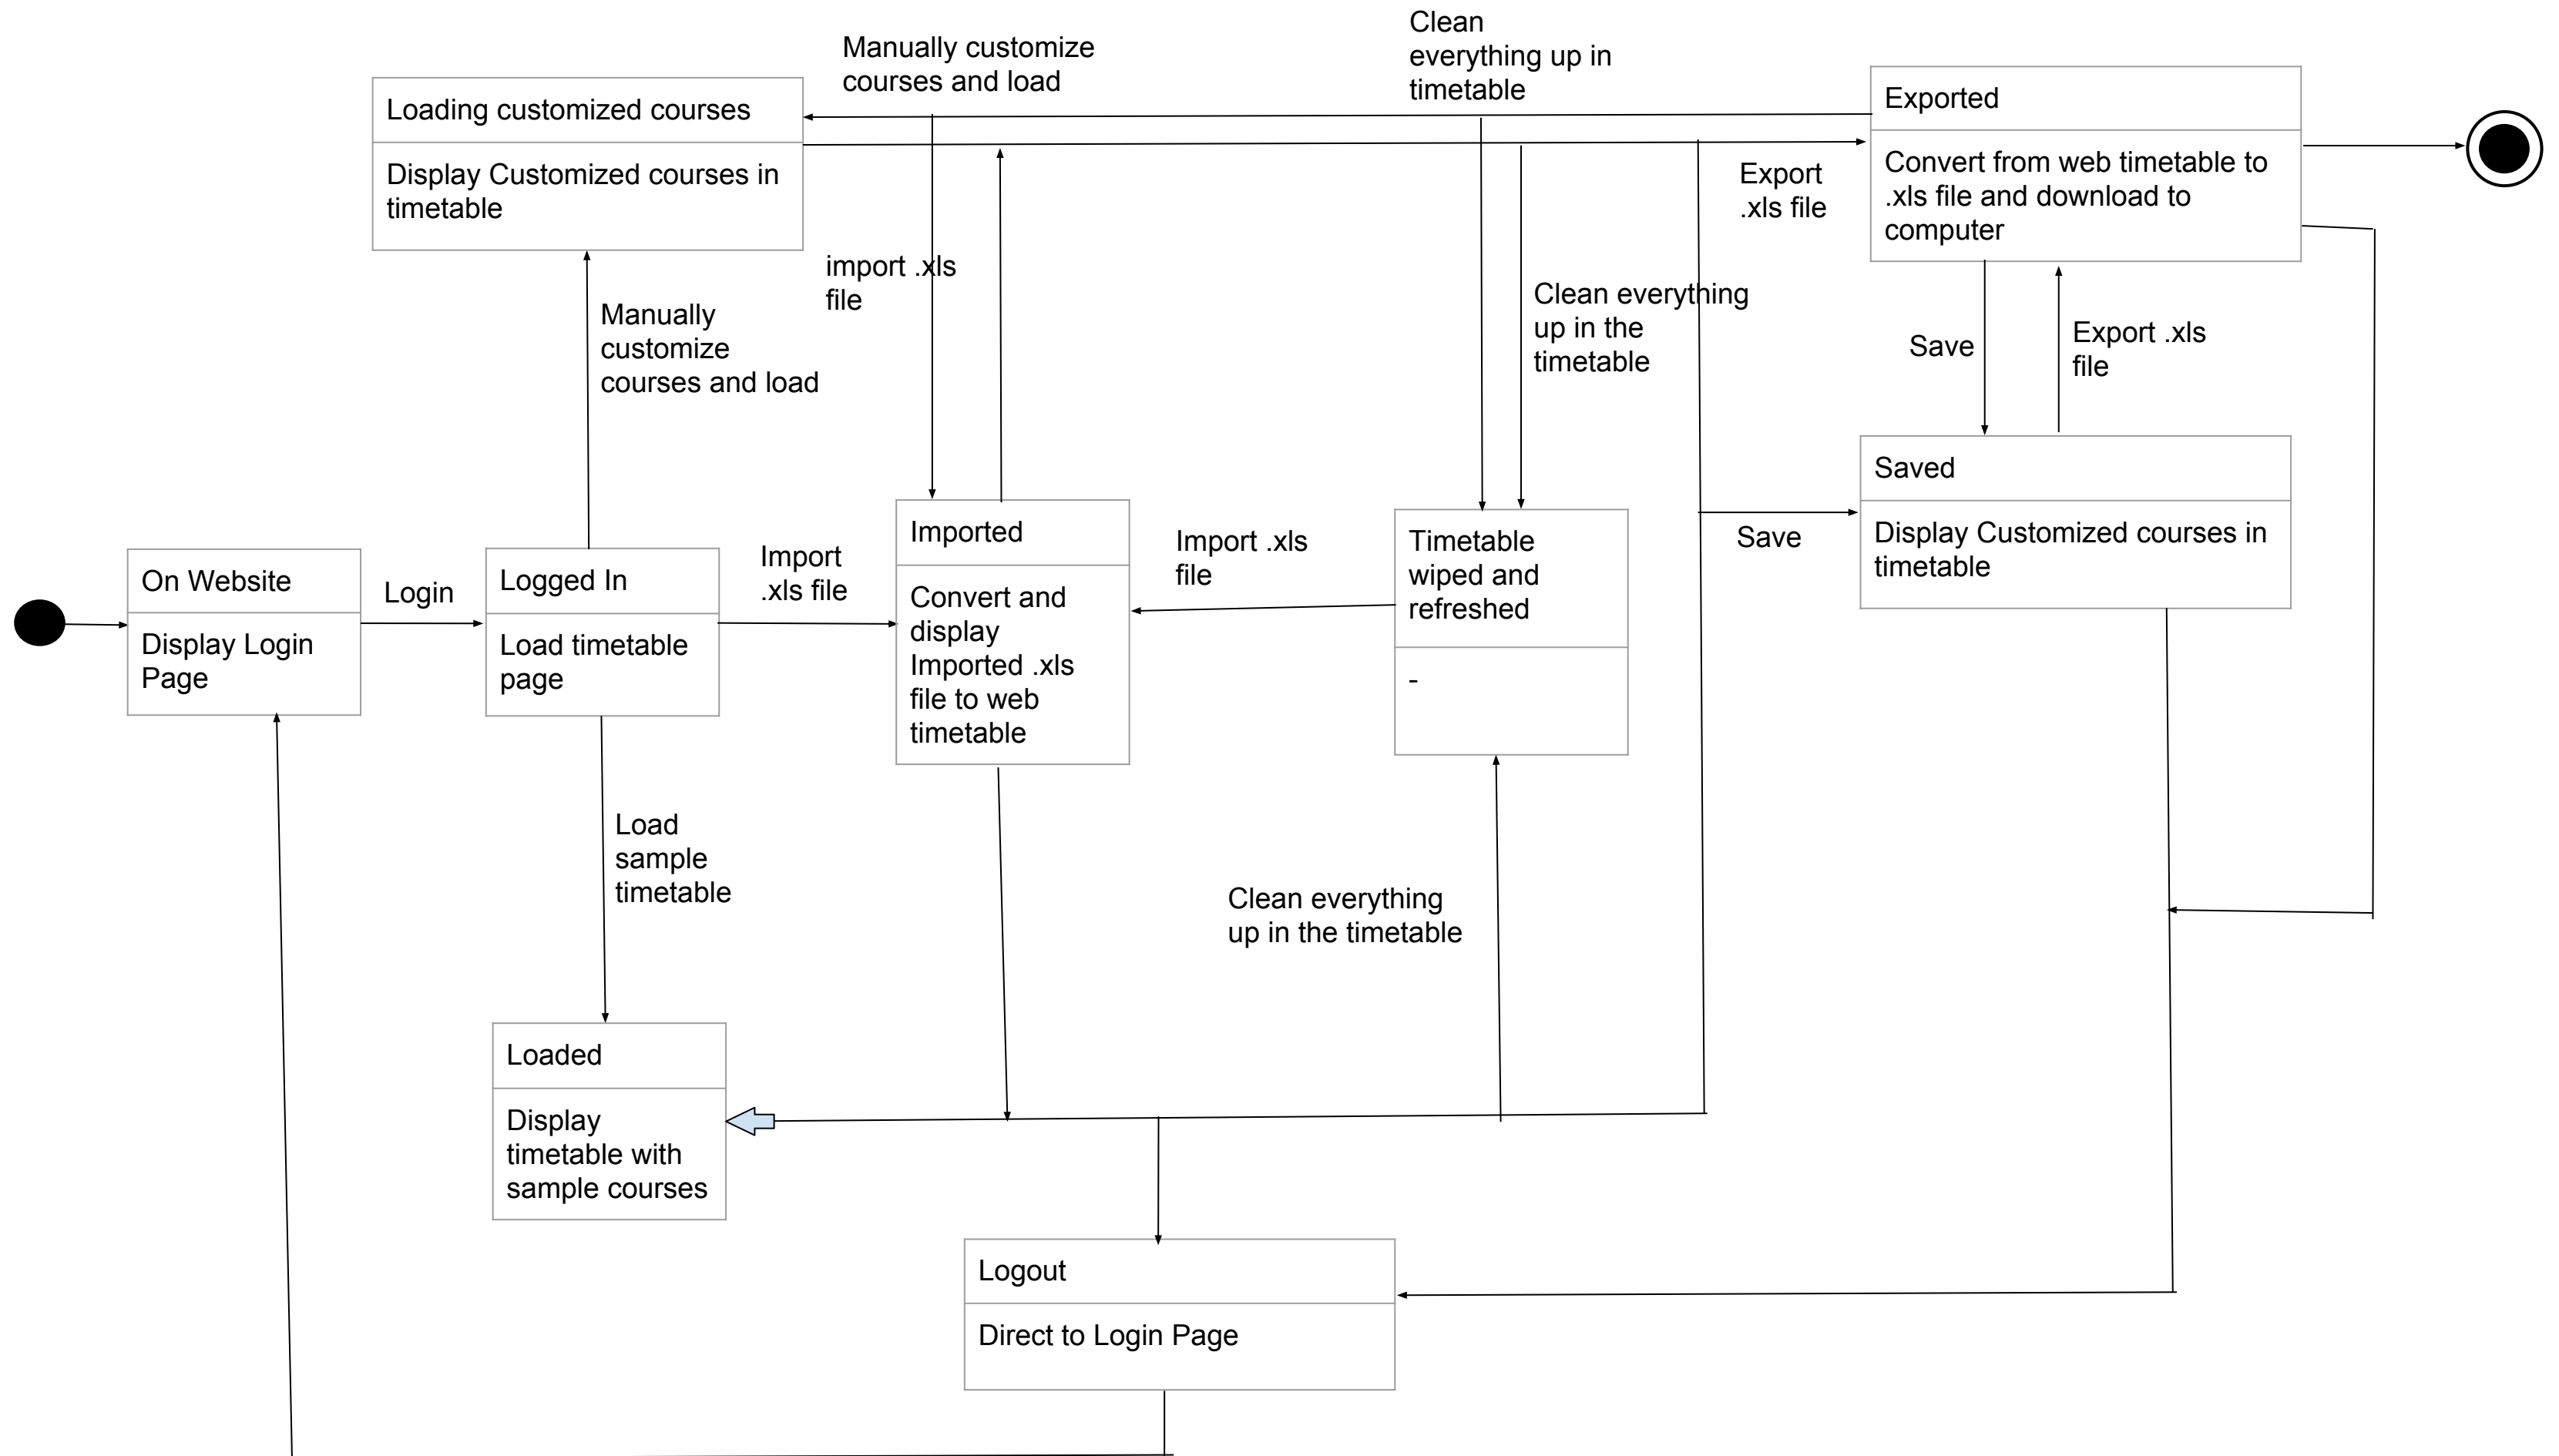 Manually customize
courses and load
Clean
everything up in
timetable
Loading customized courses
Display Customized courses in
timetable
Exported
Convert from web timetable to
.xls file and download to
computer
Export
.xls file
import .xls
file
Manually
customize
courses and load
Clean everything
up in the
timetable
Save
Export .xls
file
Saved
Display Customized courses in
timetable
Save
On Website
Display Login
Page
Login
Logged In
Load timetable
page
Import
.xls file
Imported
Convert and
display
Imported .xls
file to web
timetable
Import .xls
file
Timetable
wiped and
refreshed
-
Load
sample
timetable
Clean everything
up in the timetable
Loaded
Display
timetable with
sample courses
Logout
Direct to Login Page